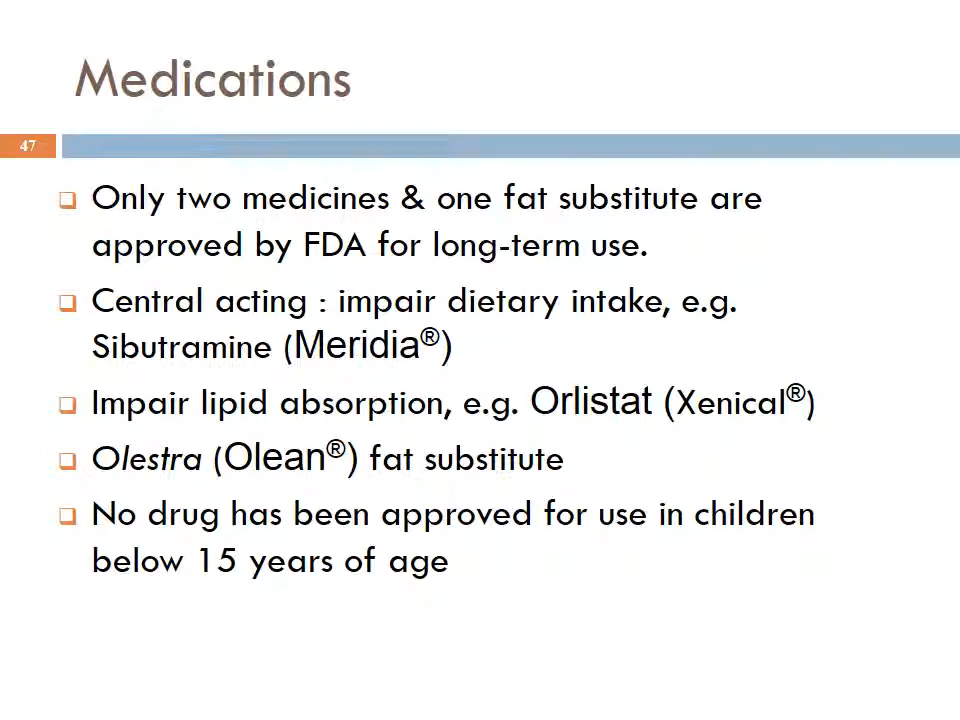 Medications
47
Only two medicines & one fat substitute are
approved by FDA for long-term use.
Central acting : impair dietary intake, e.g.
Sibutramine (Meridia®)
Impair lipid absorption, e.g. Orlistat (Xenical®)
Olestra (Olean®) fat substitute
No drug has been approved for use in children
below 15 years of age